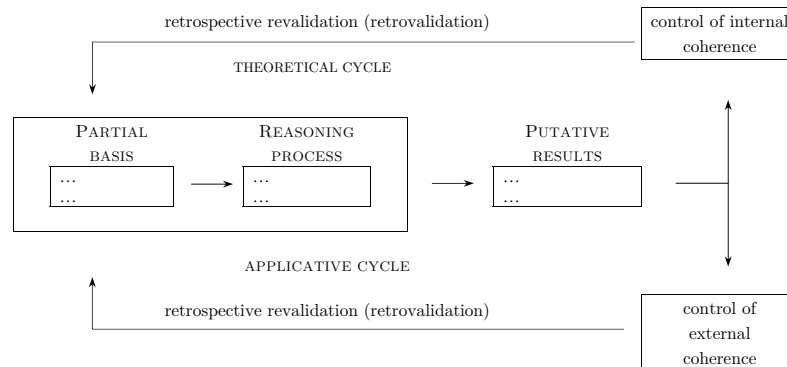 retrospective revalidation (retrovalidation)
control of internal
coherence
THEORETICAL CYCLE
PARTIAL
BASIS
...
...
REASONING
PROCESS
...
...
PUTATIVE
RESULTS
...
...
APPLICATIVE CYCLE
retrospective revalidation (retrovalidation)
control of
external
coherence